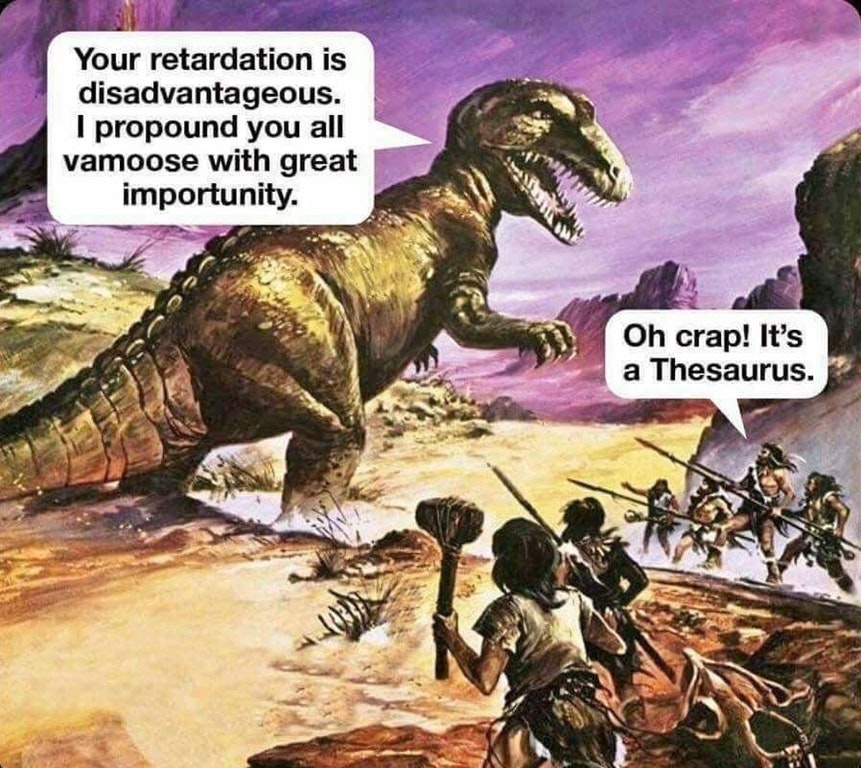 Your retardation is
disadvantageous.
I propound you all
vamoose with great
importunity.
Oh crap! It's
a Thesaurus.